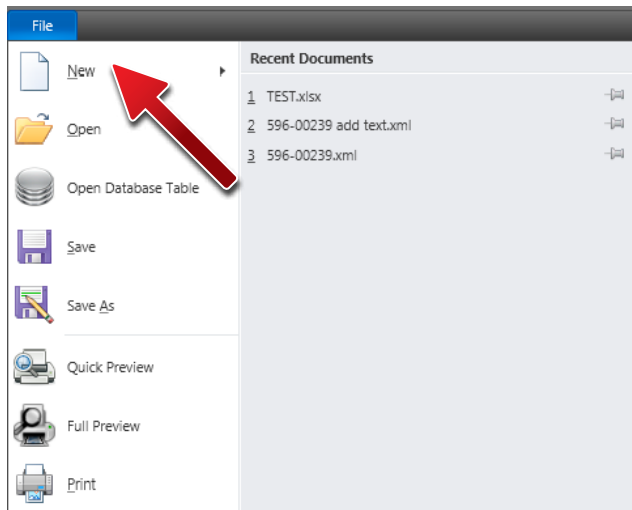 File
New
Open
Open Database Table
Save
Save As
Quick Preview
Full Preview
Print
Recent Documents
1 TEST.xlsx
2 596-00239 add text.xml
3 596-00239.xml